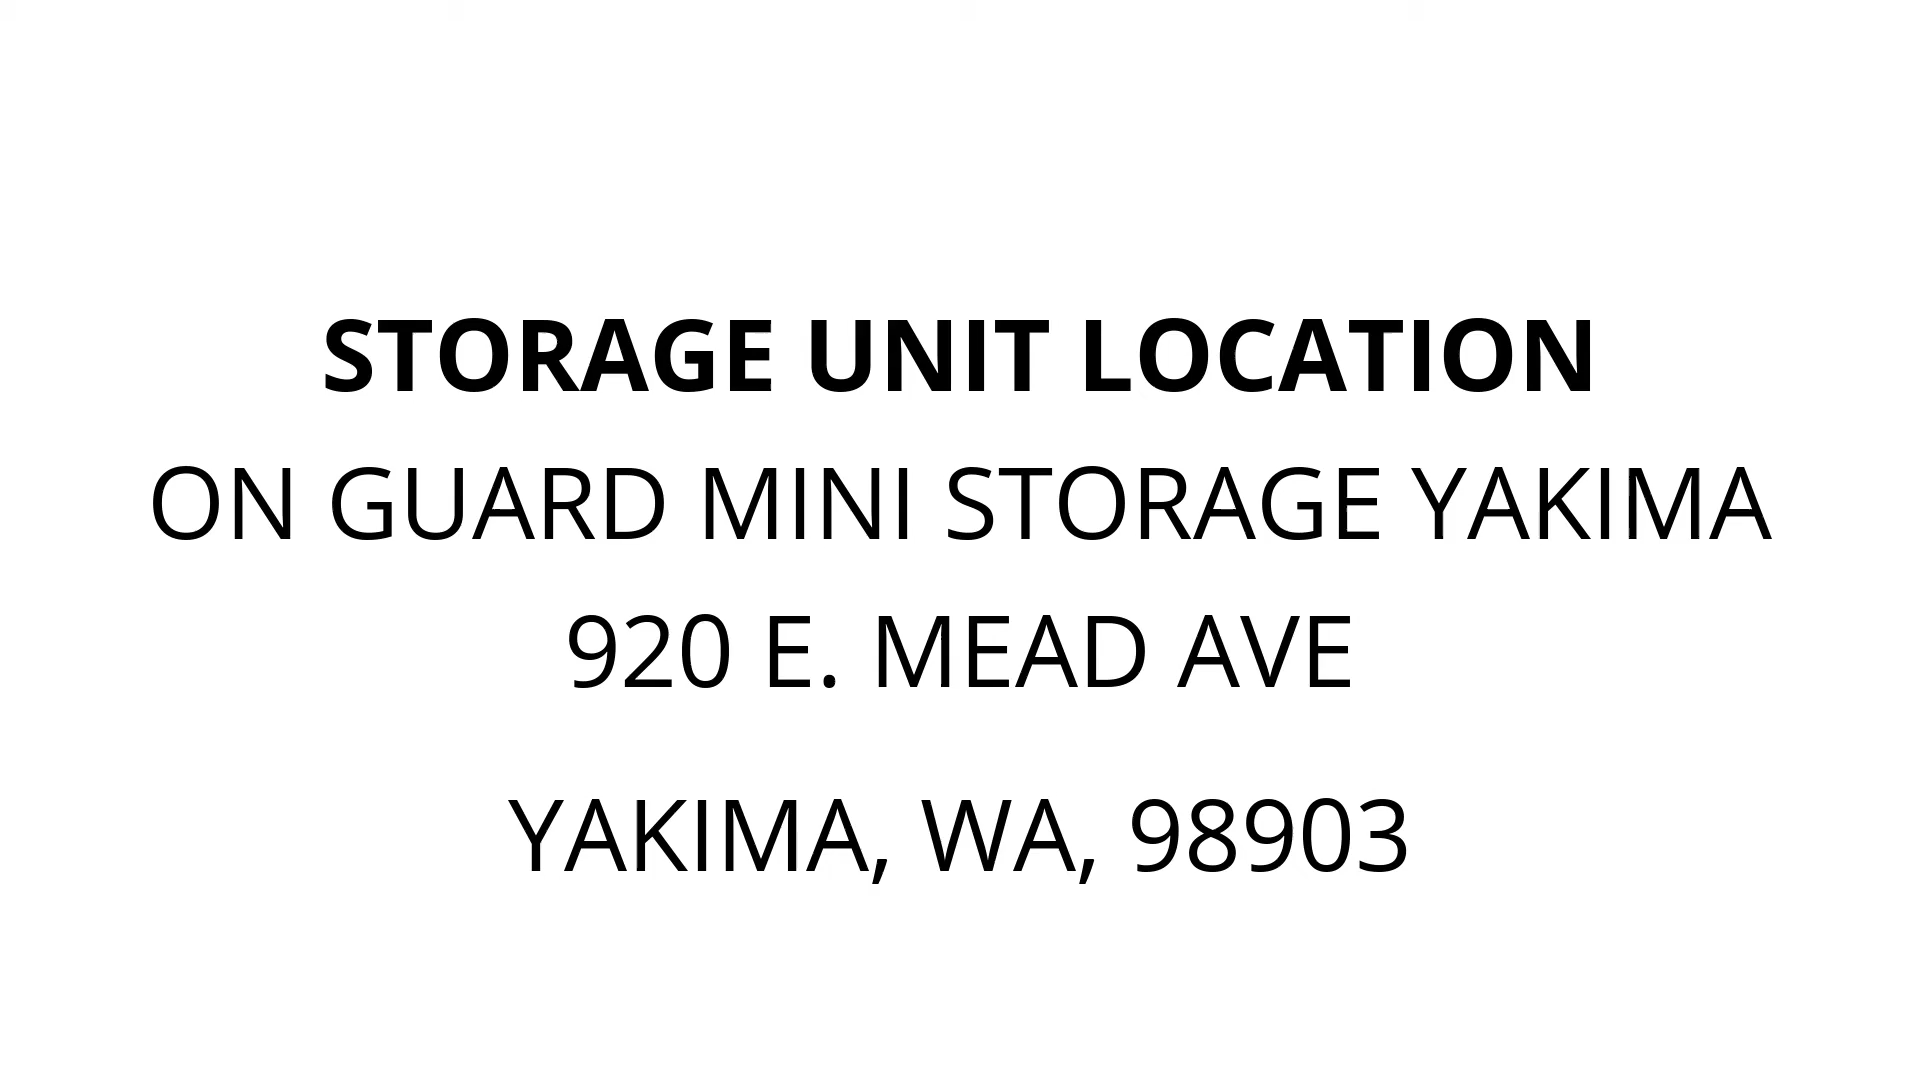 STORAGE UNIT LOCATION
ON GUARD MINI STORAGE YAKIMA
920 E. MEAD AVE
YAKIMA, WA, 98903